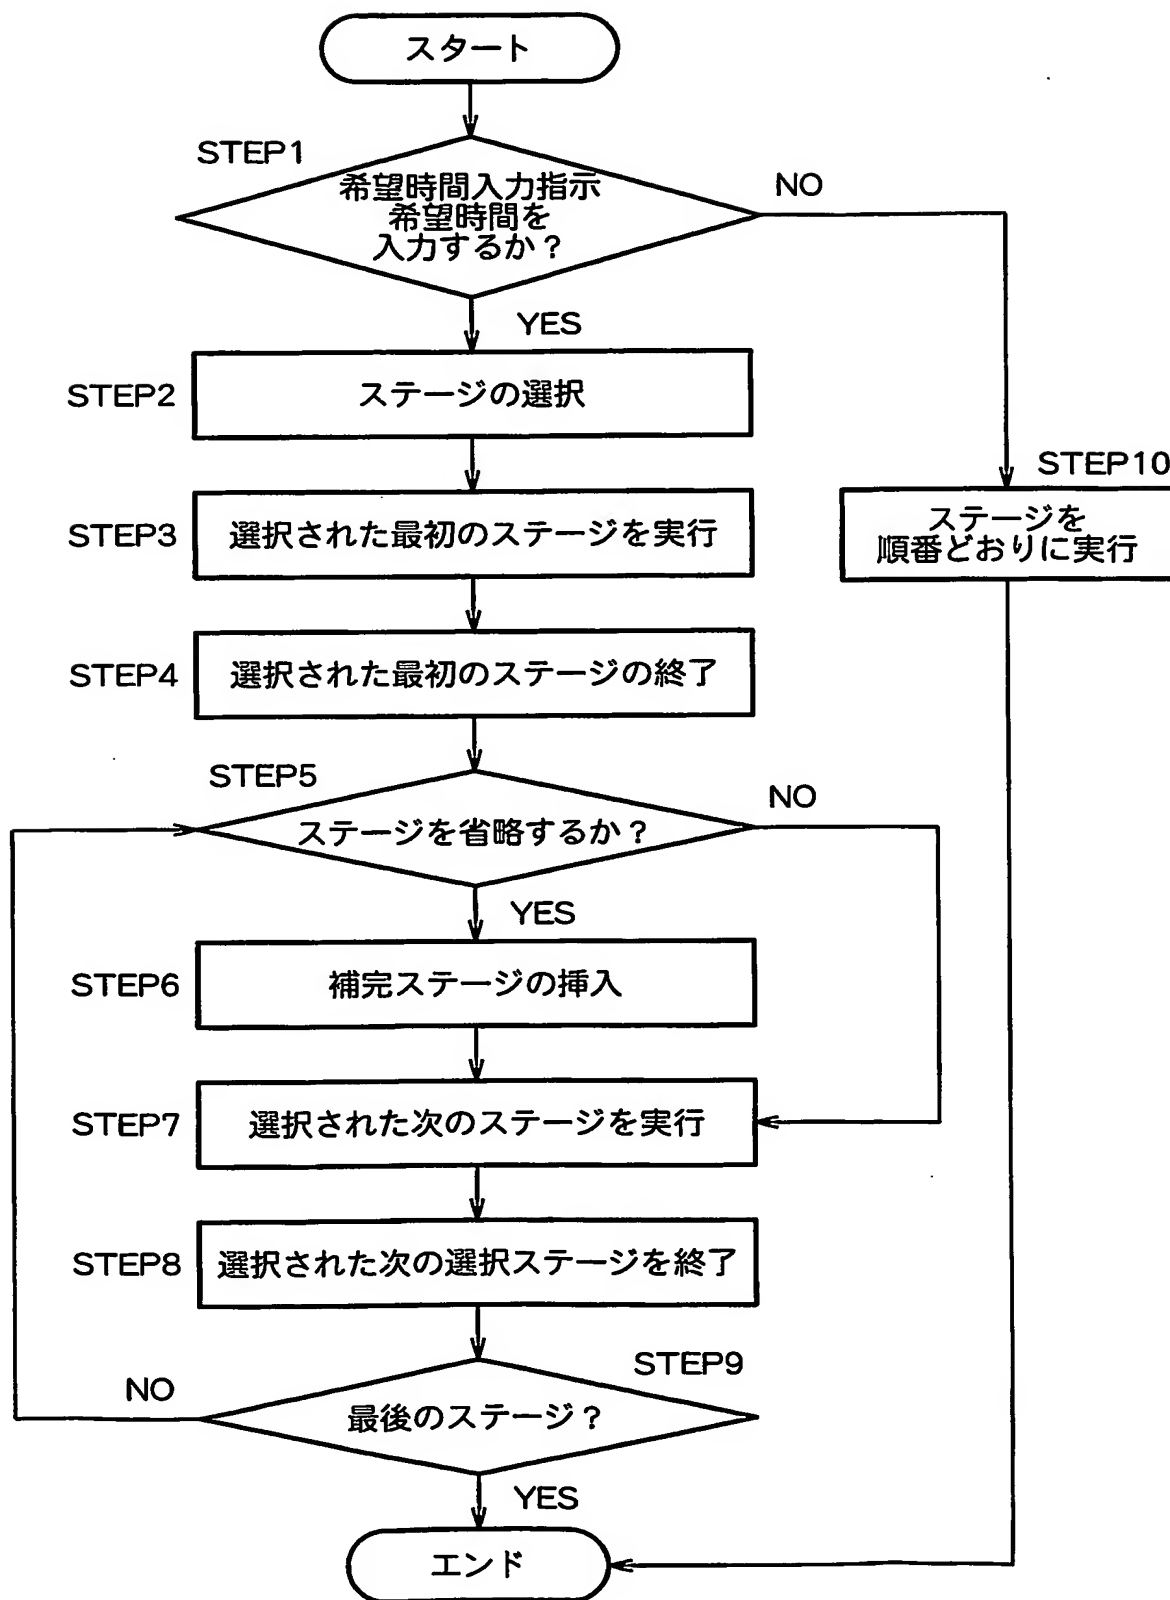 スタート
STEP1
希望時間入力指示
希望時間を
入力するか？
NO
YES
STEP2
ステージの選択
STEP10
ステージを
順番どおりに実行
STEP3
選択された最初のステージを実行
STEP4
選択された最初のステージの終了
STEP5
ステージを省略するか？
NO
YES
STEP6
補完ステージの挿入
STEP7
選択された次のステージを実行
STEP8
選択された次の選択ステージを終了
STEP9
NO
最後のステージ？
YES
エンド